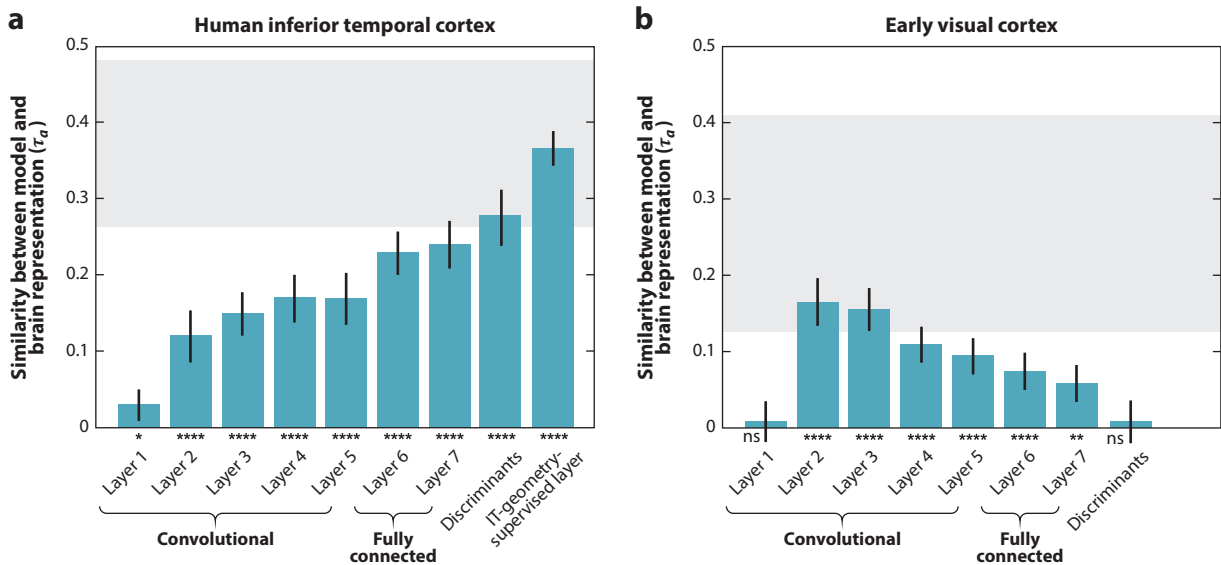 a
Human inferior temporal cortex
Similarity between model and
brain representation (τa)
0.5
0.4
0.3
0.2
0.1
0
*
****
****
****
****
****
****
****
****
Layer 1
Layer 2
Layer 3
Layer 4
Layer 5
Layer 6
Layer 7
Discriminants
IT-geometry-
supervised layer
Convolutional
Fully
connected
b
Early visual cortex
Similarity between model and
brain representation (τa)
0.5
0.4
0.3
0.2
0.1
0
ns
****
****
****
****
****
**
ns
Layer 1
Layer 2
Layer 3
Layer 4
Layer 5
Layer 6
Layer 7
Discriminants
Convolutional
Fully
connected